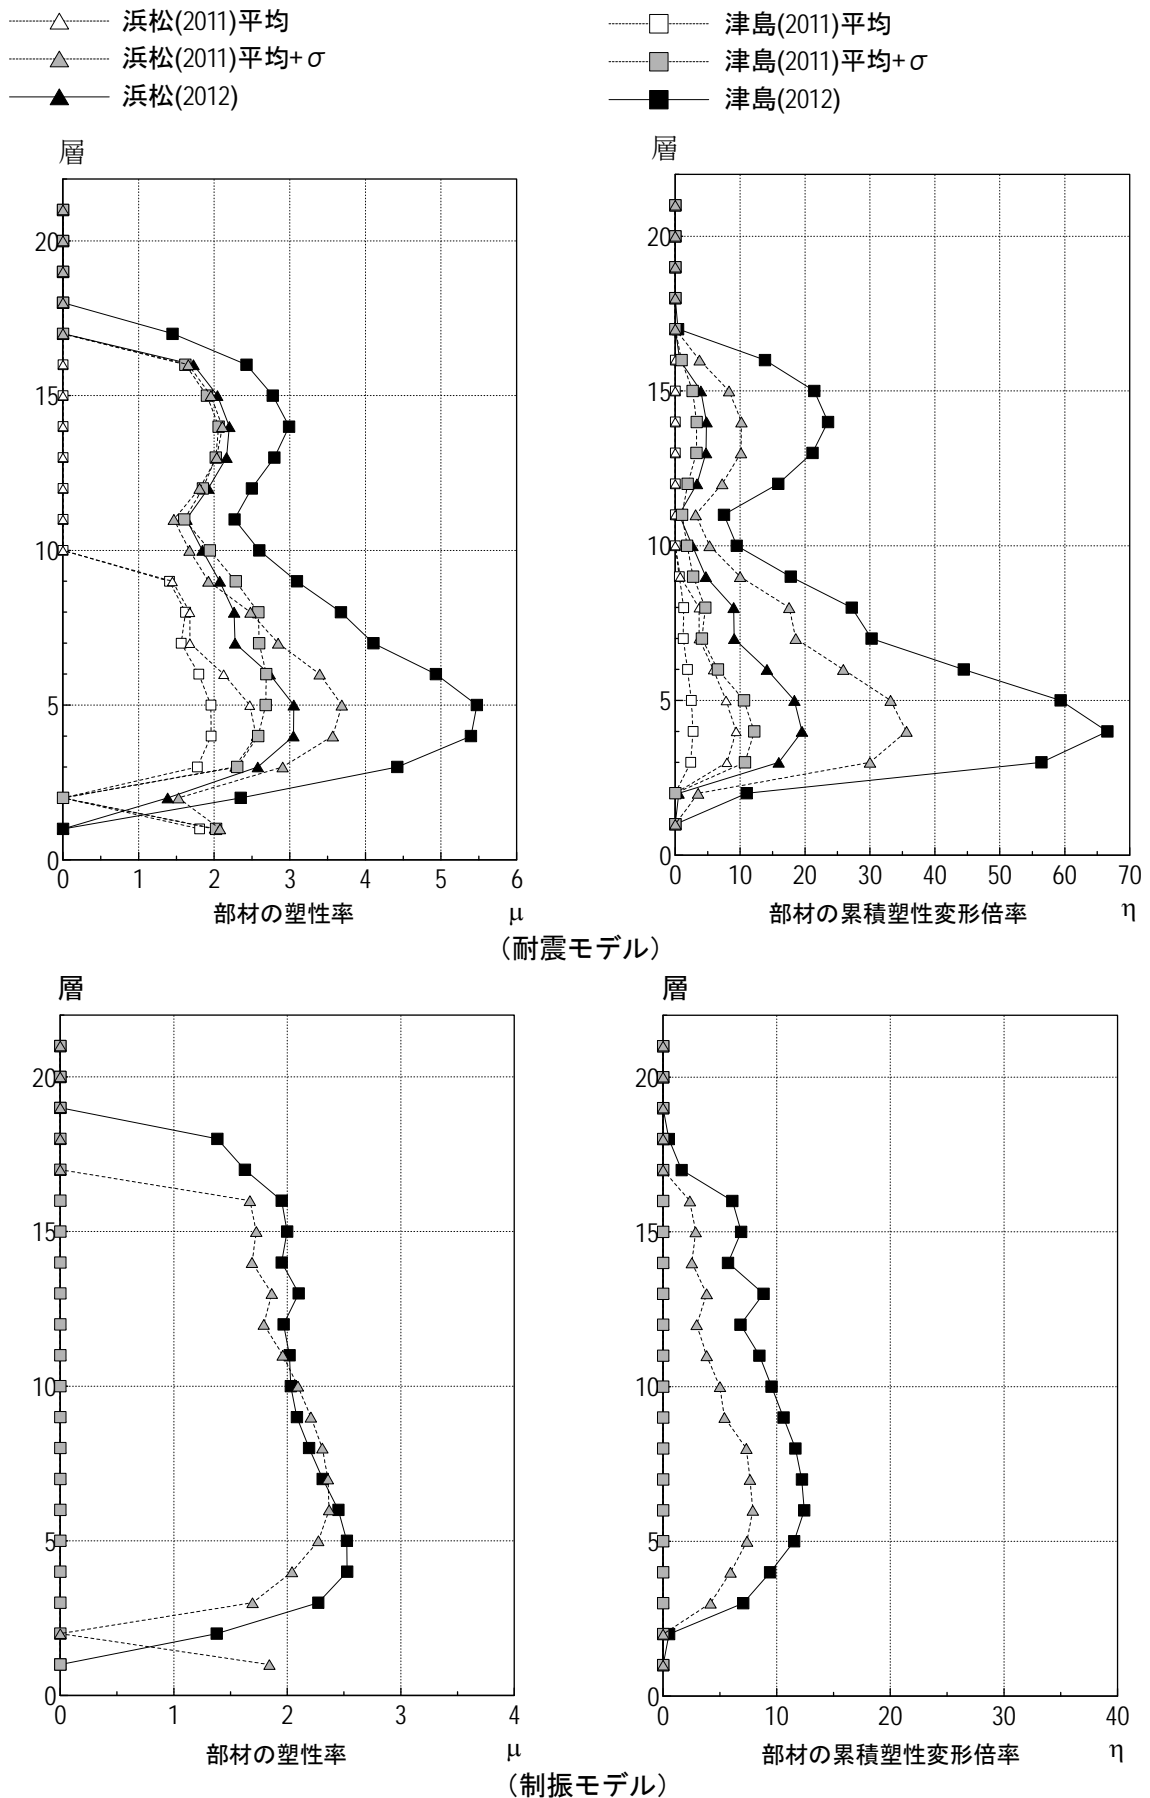 浜松(2011)平均
浜松(2011)平均+σ
浜松(2012)
津島(2011)平均
津島(2011)平均+σ
津島(2012)
層
20
15
10
5
0
0 1 2 3 4 5 6
部材の塑性率 μ
層
20
15
10
5
0
0 10 20 30 40 50 60 70
部材の累積塑性変形倍率 η
（耐震モデル）
層
20
15
10
5
0
0 1 2 3 4
部材の塑性率 μ
層
20
15
10
5
0
0 10 20 30 40
部材の累積塑性変形倍率 η
（制振モデル）